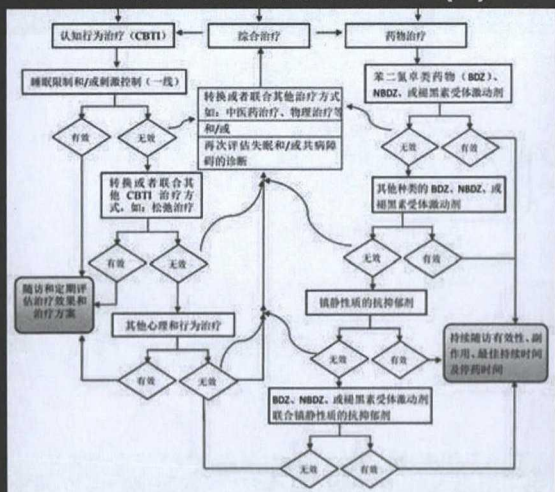 认知行为治疗（CBTI）
综合治疗
药物治疗
睡眠限制和/或刺激控制（一线）
有效
无效
转换或者联合其他治疗方式
如：中医药治疗、物理治疗等
和/或
再次评估失眠和/或共病障
碍的诊断
苯二氮卓类药物（BDZ）、
NBDZ、或褪黑素受体激动剂
无效
有效
转换或者联合其
他 CBTI 治疗方
式，如：松弛治疗
其他种类的 BDZ、NBDZ、或
褪黑素受体激动剂
有效
无效
无效
有效
随访和定期评
估治疗效果和
治疗方案
镇静性质的抗抑郁剂
其他心理和行为治疗
有效
无效
无效
有效
持续随访有效性、副
作用、最佳持续时间
及停药时间
BDZ、NBDZ、或褪黑素受体激动剂
联合镇静性质的抗抑郁剂
无效
有效